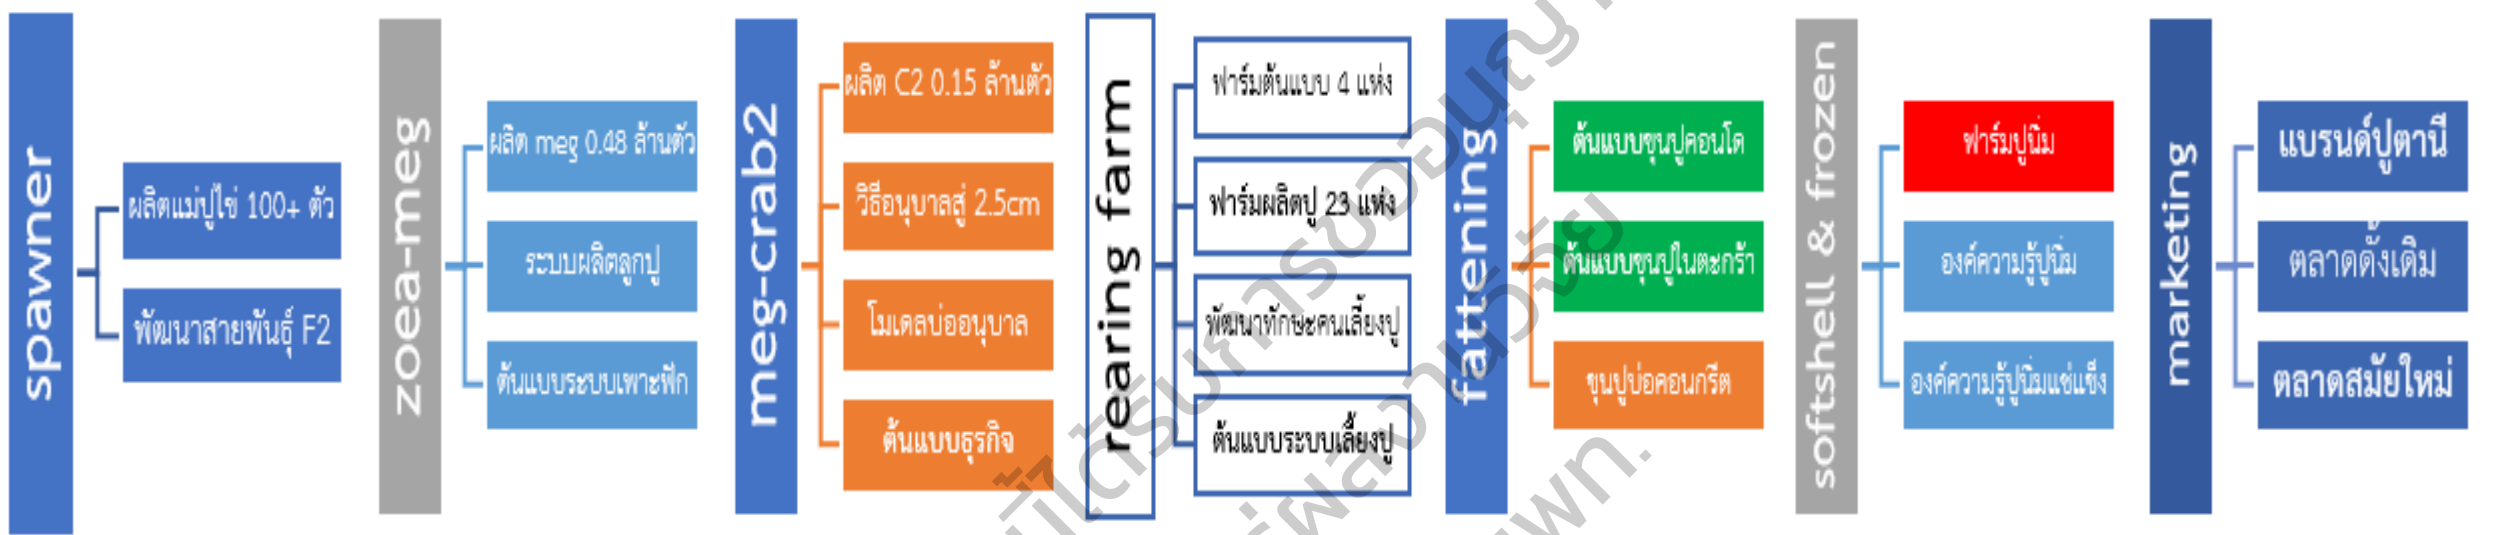 spawner
ผลิตแม่ปูไข่ 100+ ตัว
พัฒนาสายพันธุ์ F2
zoea-meg
ผลิต meg 0.48 ล้านตัว
ระบบผลิตลูกปู
ต้นแบบระบบเพาะฟัก
meg-crab2
ผลิต C2 0.15 ล้านตัว
วิธีอนุบาลสู่ 2.5cm
โมเดลบ่ออนุบาล
ต้นแบบธุรกิจ
rearing farm
ฟาร์มต้นแบบ 4 แห่ง
ฟาร์มผลิตปู 23 แห่ง
พัฒนาทักษะคนเลี้ยงปู
ต้นแบบระบบเลี้ยงปู
fattening
ต้นแบบขุนปูคอนโด
ต้นแบบขุนปูในตะกร้า
ขุนปูบ่อคอนกรีต
softshell & frozen
ฟาร์มปูนิ่ม
องค์ความรู้ปูนิ่ม
องค์ความรู้ปูนิ่มแช่แข็ง
marketing
แบรนด์ปูตานี
ตลาดดั้งเดิม
ตลาดสมัยใหม่